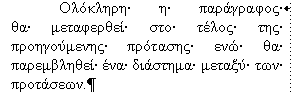 Ολόκληρη η παράγραφος
θα μεταφερθεί στο τέλος της
προηγούμενης πρότασης ενώ θα
παρεμβληθεί ένα διάστημα μεταξύ των
προτάσεων.¶